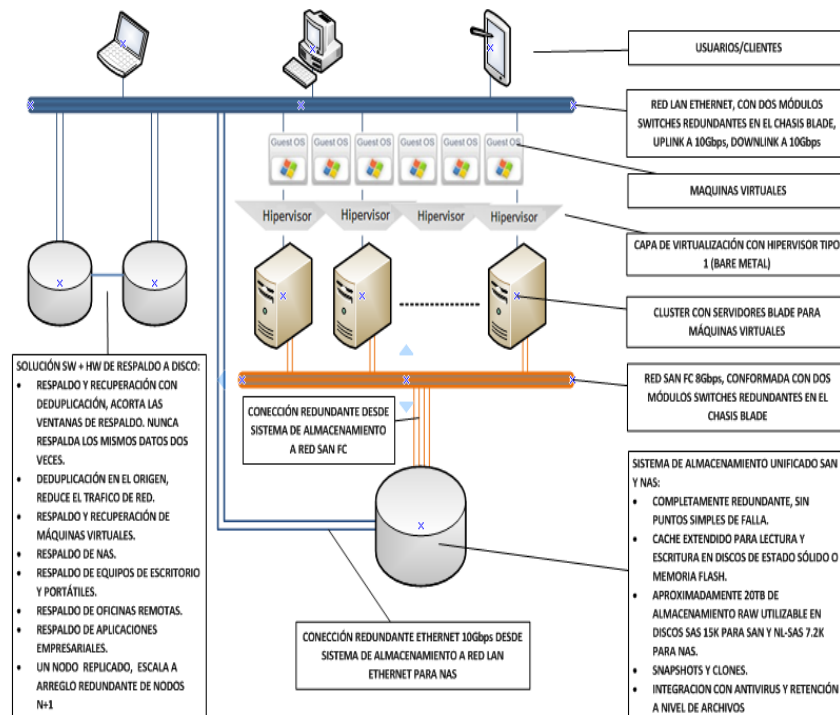 USUARIOS/CLIENTES
RED LAN ETHERNET, CON DOS MÓDULOS
SWITCHES REDUNDANTES EN EL CHASIS BLADE,
UPLINK A 10Gbps, DOWNLINK A 10Gbps
Guest OS
Guest OS
Guest OS
Guest OS
Guest OS
Guest OS
MAQUINAS VIRTUALES
Hipervisor
Hipervisor
Hipervisor
Hipervisor
CAPA DE VIRTUALIZACIÓN CON HIPERVISOR TIPO
1 (BARE METAL)
CLUSTER CON SERVIDORES BLADE PARA
MÁQUINAS VIRTUALES
SOLUCIÓN SW + HW DE RESPALDO A DISCO:
• RESPALDO Y RECUPERACIÓN CON
DEDUPLICACIÓN, ACORTA LAS
VENTANAS DE RESPALDO. NUNCA
RESPALDA LOS MISMOS DATOS DOS
VECES.
• DEDUPLICACIÓN EN EL ORIGEN,
REDUCE EL TRAFICO DE RED.
• RESPALDO Y RECUPERACIÓN DE
MÁQUINAS VIRTUALES.
• RESPALDO DE NAS.
• RESPALDO DE EQUIPOS DE ESCRITORIO
Y PORTÁTILES.
• RESPALDO DE OFICINAS REMOTAS.
• RESPALDO DE APLICACIONES
EMPRESARIALES.
• UN NODO REPLICADO, ESCALA A
ARREGLO REDUNDANTE DE NODOS
N+1
CONECCIÓN REDUNDANTE DESDE
SISTEMA DE ALMACENAMIENTO
A RED SAN FC
RED SAN FC 8Gbps, CONFORMADA CON DOS
MÓDULOS SWITCHES REDUNDANTES EN EL
CHASIS BLADE
SISTEMA DE ALMACENAMIENTO UNIFICADO SAN
Y NAS:
• COMPLETAMENTE REDUNDANTE, SIN
PUNTOS SIMPLES DE FALLA.
• CACHE EXTENDIDO PARA LECTURA Y
ESCRITURA EN DISCOS DE ESTADO SÓLIDO O
MEMORIA FLASH.
• APROXIMADAMENTE 20TB DE
ALMACENAMIENTO RAW UTILIZABLE EN
DISCOS SAS 15K PARA SAN Y NL-SAS 7.2K
PARA NAS.
• SNAPSHOTS Y CLONES.
• INTEGRACION CON ANTIVIRUS Y RETENCIÓN
A NIVEL DE ARCHIVOS
CONECCIÓN REDUNDANTE ETHERNET 10Gbps DESDE
SISTEMA DE ALMACENAMIENTO A RED LAN
ETHERNET PARA NAS